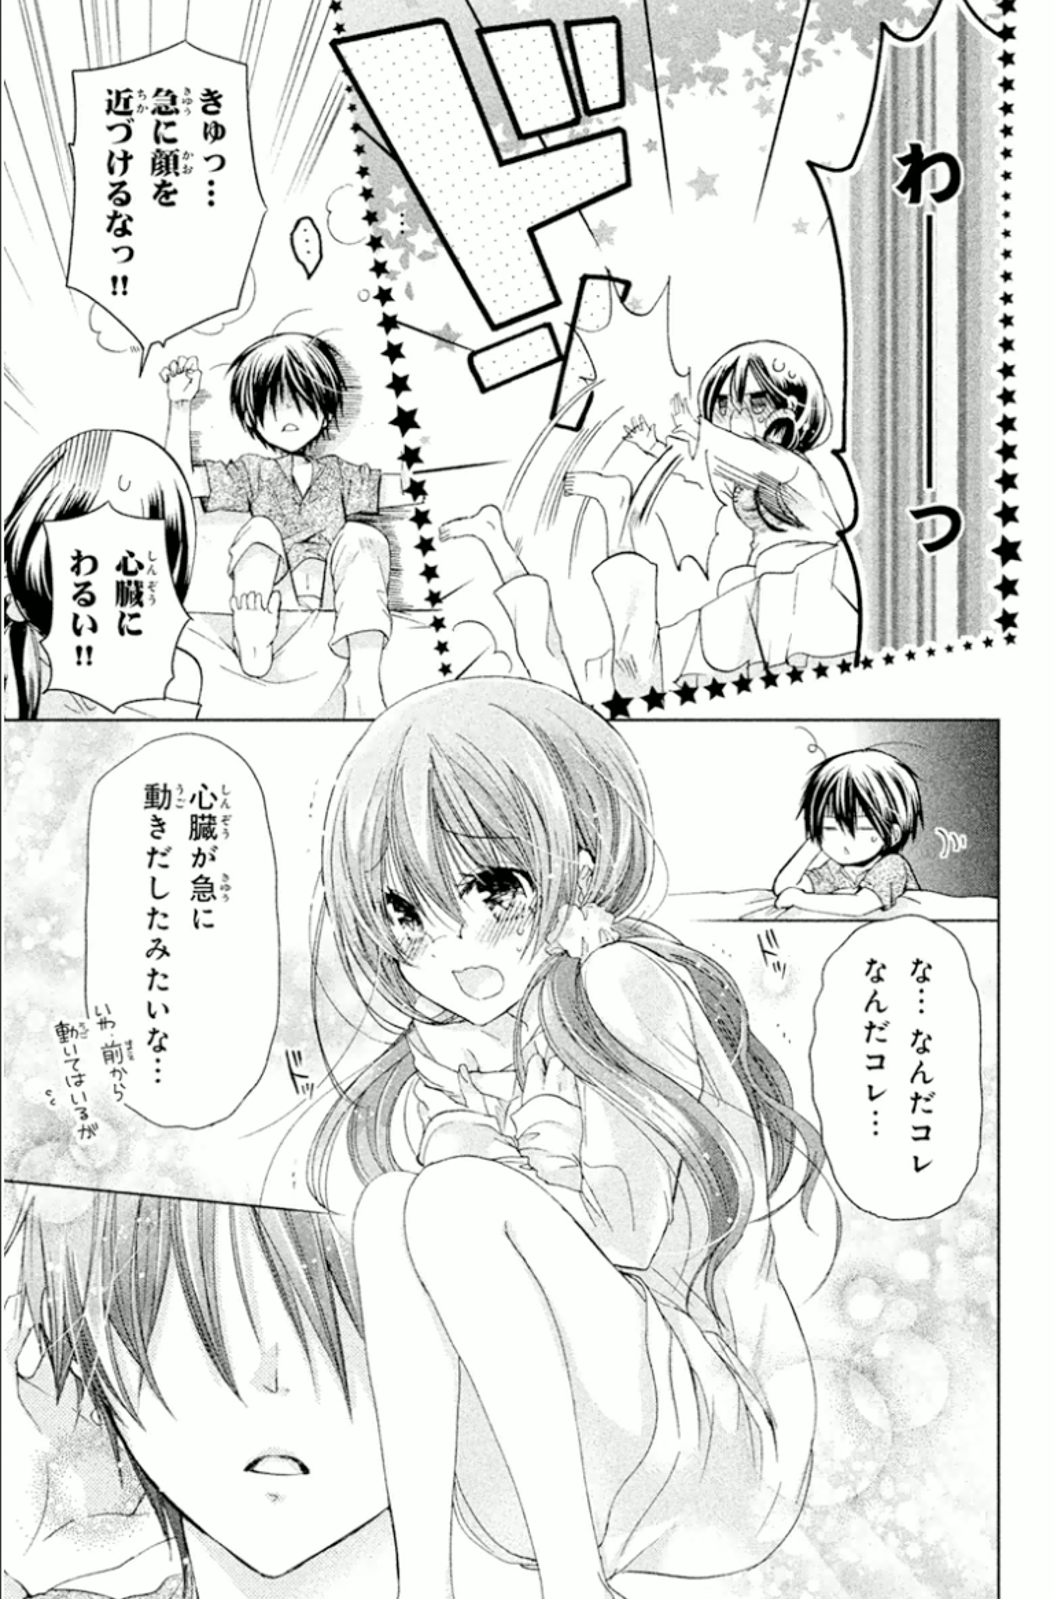 わーーっ
ドドド
きゅっ…
急に顔を
近づけるなっ!!
…
心臓に
わるい!!
な…なんだコレ
なんだコレ…
ドッ
心臓が急に
動きだしたみたいな…
いや、前から
動いてはいるが
ドッ